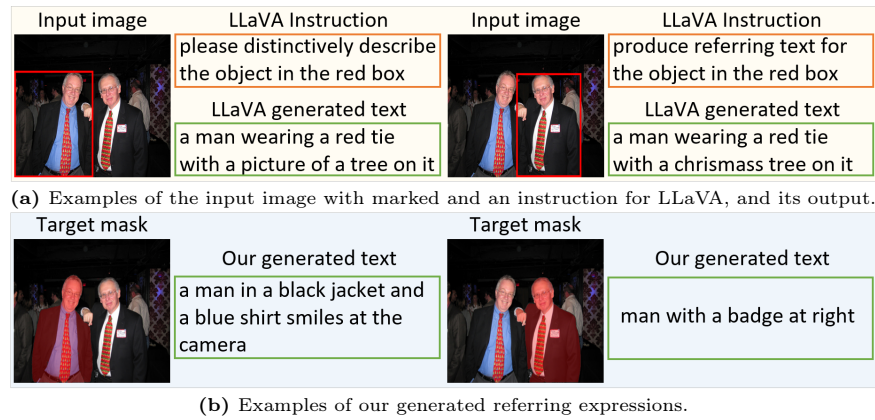 Input image
LLaVA Instruction
Input image
LLaVA Instruction
please distinctively describe
the object in the red box
produce referring text for
the object in the red box
LLaVA generated text
LLaVA generated text
a man wearing a red tie
with a picture of a tree on it
a man wearing a red tie
with a chrismass tree on it
(a) Examples of the input image with marked and an instruction for LLaVA, and its output.
Target mask
Target mask
Our generated text
Our generated text
a man in a black jacket and
a blue shirt smiles at the
camera
man with a badge at right
(b) Examples of our generated referring expressions.